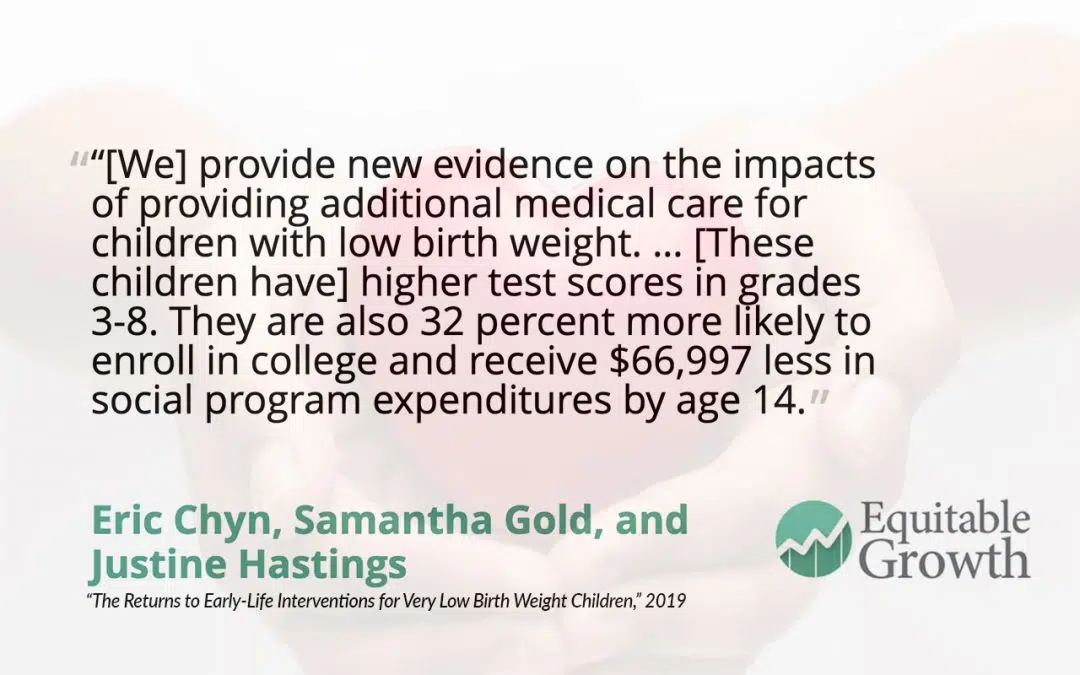 ““[We] provide new evidence on the impacts
of providing additional medical care for
children with low birth weight. ... [These
children have] higher test scores in grades
3-8. They are also 32 percent more likely to
enroll in college and receive $66,997 less in
social program expenditures by age 14.”
Eric Chyn, Samantha Gold, and
Justine Hastings
“The Returns to Early-Life Interventions for Very Low Birth Weight Children,” 2019
Equitable
Growth